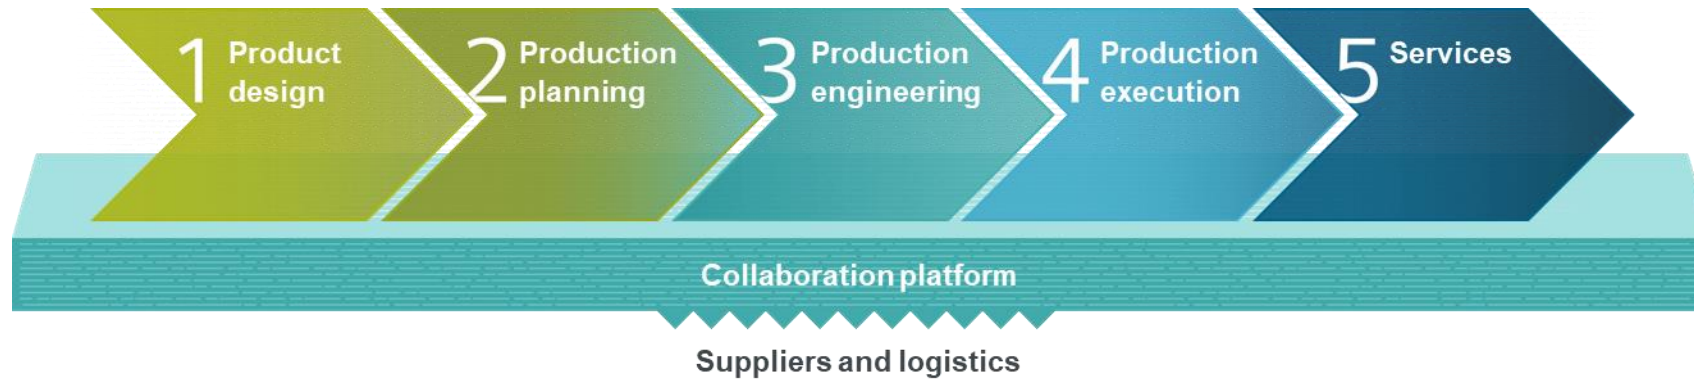 1 Product
design
2 Production
planning
3 Production
engineering
4 Production
execution
5 Services
Collaboration platform
Suppliers and logistics